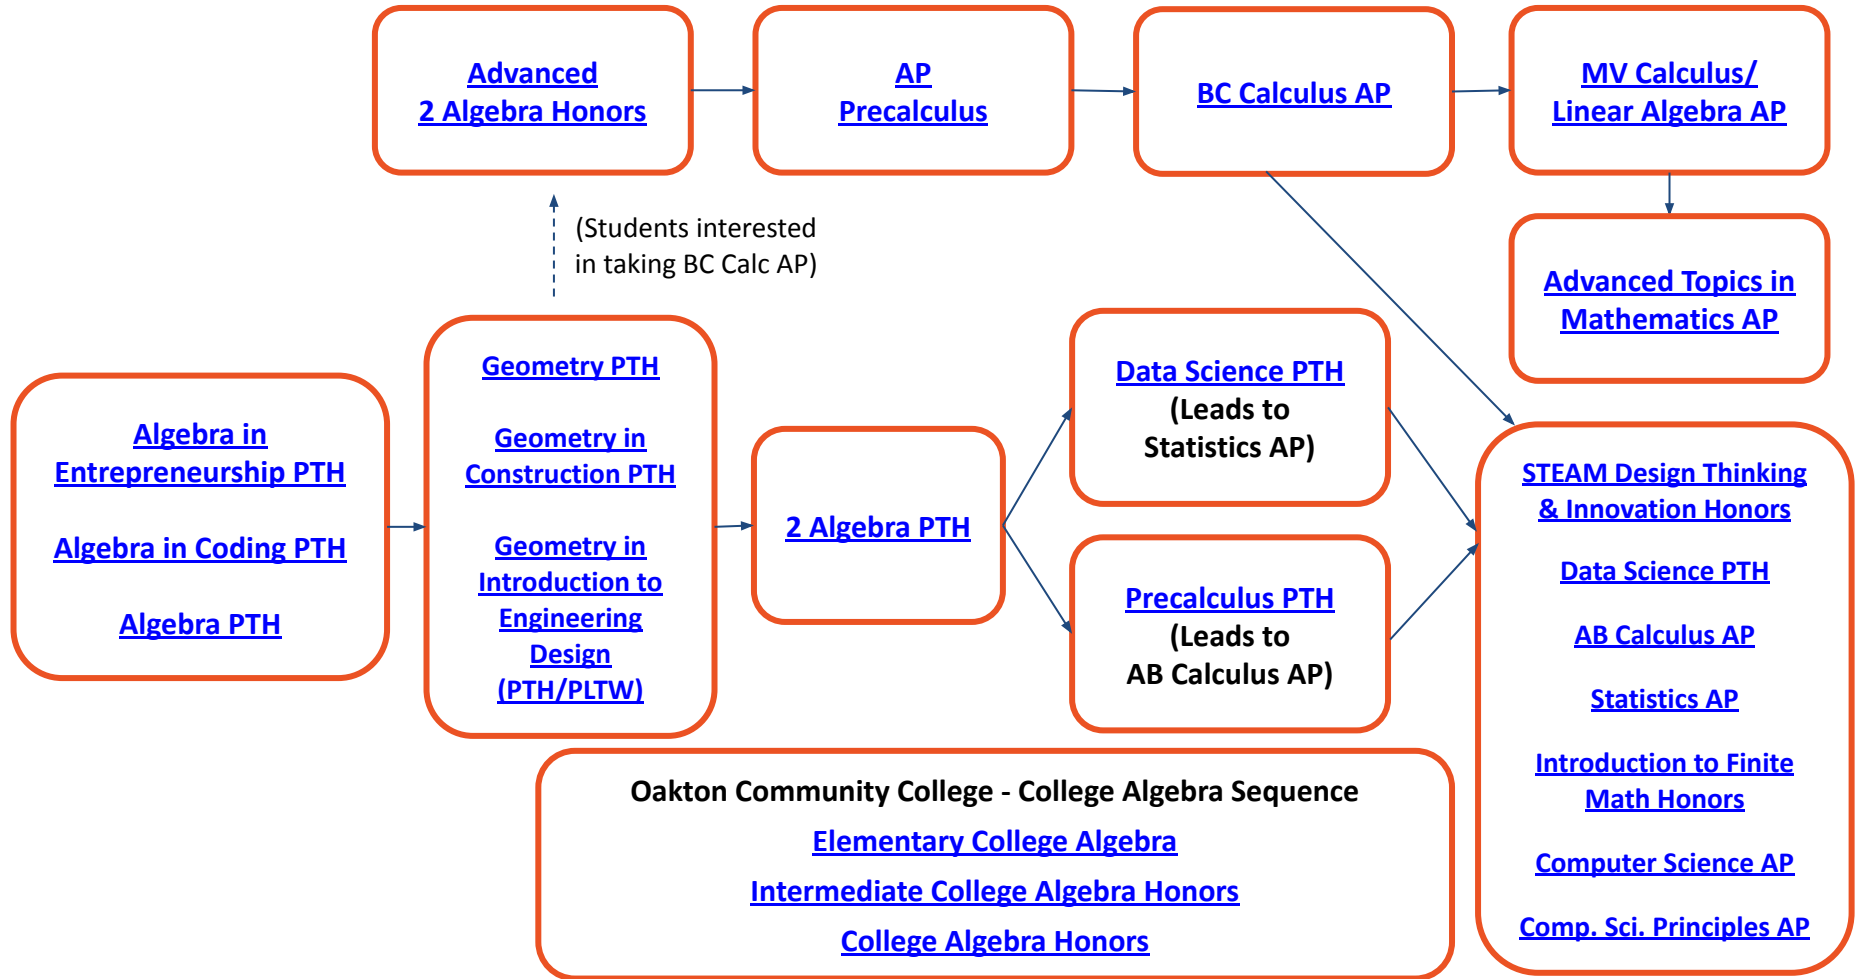 Advanced
2 Algebra Honors
AP
Precalculus
BC Calculus AP
MV Calculus/
Linear Algebra AP
(Students interested
in taking BC Calc AP)
Advanced Topics in
Mathematics AP
Algebra in
Entrepreneurship PTH
Algebra in Coding PTH
Algebra PTH
Geometry PTH
Geometry in
Construction PTH
Geometry in
Introduction to
Engineering
Design
(PTH/PLTW)
2 Algebra PTH
Data Science PTH
(Leads to
Statistics AP)
Precalculus PTH
(Leads to
AB Calculus AP)
STEAM Design Thinking
& Innovation Honors
Data Science PTH
AB Calculus AP
Statistics AP
Introduction to Finite
Math Honors
Computer Science AP
Comp. Sci. Principles AP
Oakton Community College - College Algebra Sequence
Elementary College Algebra
Intermediate College Algebra Honors
College Algebra Honors